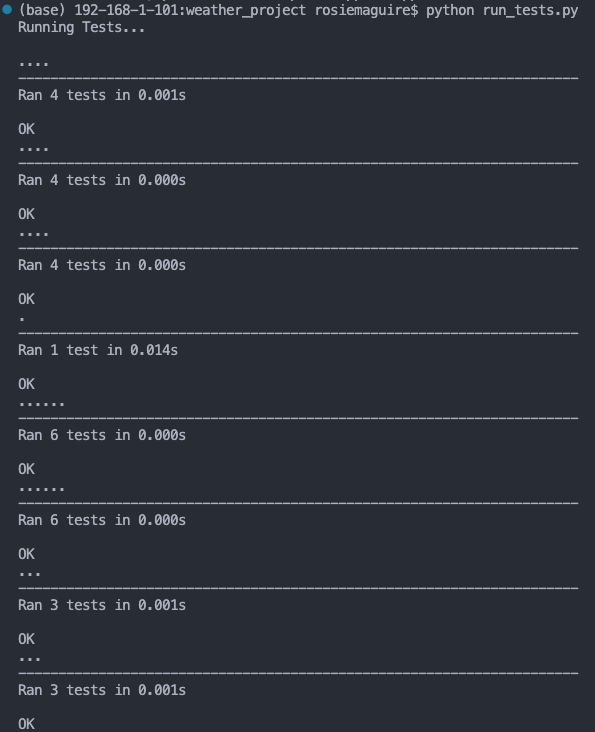 (base) 192-168-1-101:weather_project rosiemaguire$ python run_tests.py
Running Tests...
....
----------------------------------------------------------------------
Ran 4 tests in 0.001s
OK
....
----------------------------------------------------------------------
Ran 4 tests in 0.000s
OK
....
----------------------------------------------------------------------
Ran 4 tests in 0.000s
OK
.
----------------------------------------------------------------------
Ran 1 test in 0.014s
OK
......
----------------------------------------------------------------------
Ran 6 tests in 0.000s
OK
......
----------------------------------------------------------------------
Ran 6 tests in 0.000s
OK
...
----------------------------------------------------------------------
Ran 3 tests in 0.001s
OK
...
----------------------------------------------------------------------
Ran 3 tests in 0.001s
OK